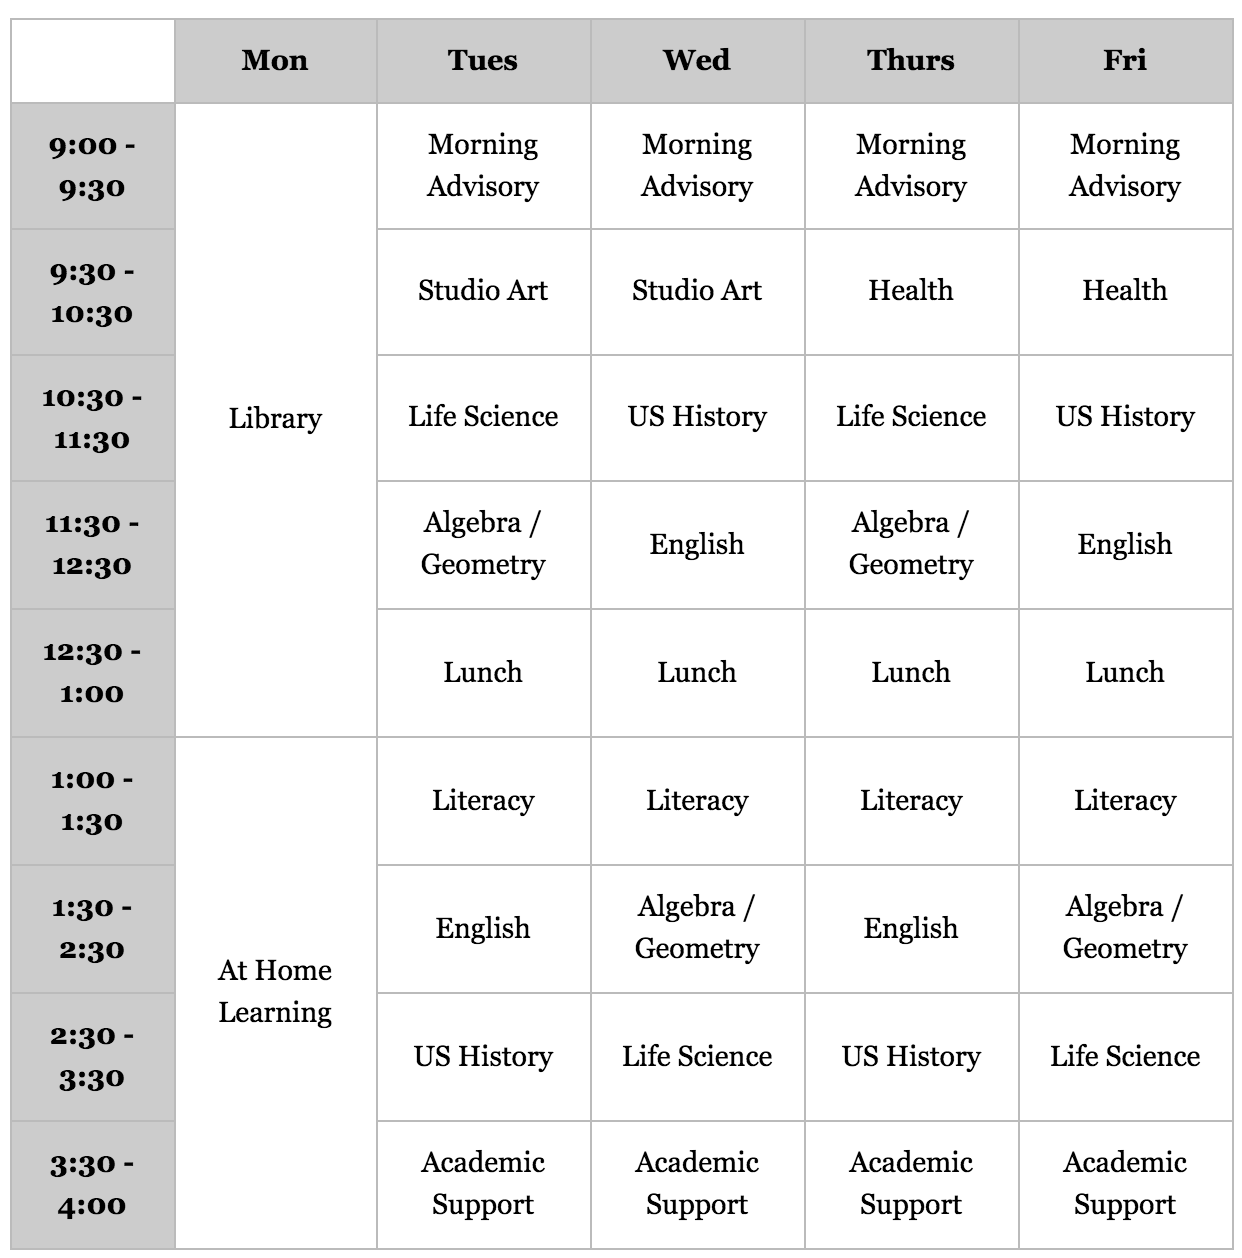 Mon Tues Wed Thurs Fri
9:00 -
9:30
Morning
Advisory
Morning
Advisory
Morning
Advisory
Morning
Advisory
9:30 -
10:30
Studio Art
Studio Art
Health
Health
10:30 -
11:30
Library
Life Science
US History
Life Science
US History
11:30 -
12:30
Algebra /
Geometry
English
Algebra /
Geometry
English
12:30 -
1:00
Lunch
Lunch
Lunch
Lunch
1:00 -
1:30
Literacy
Literacy
Literacy
Literacy
1:30 -
2:30
At Home
Learning
English
Algebra /
Geometry
English
Algebra /
Geometry
2:30 -
3:30
US History
Life Science
US History
Life Science
3:30 -
4:00
Academic
Support
Academic
Support
Academic
Support
Academic
Support